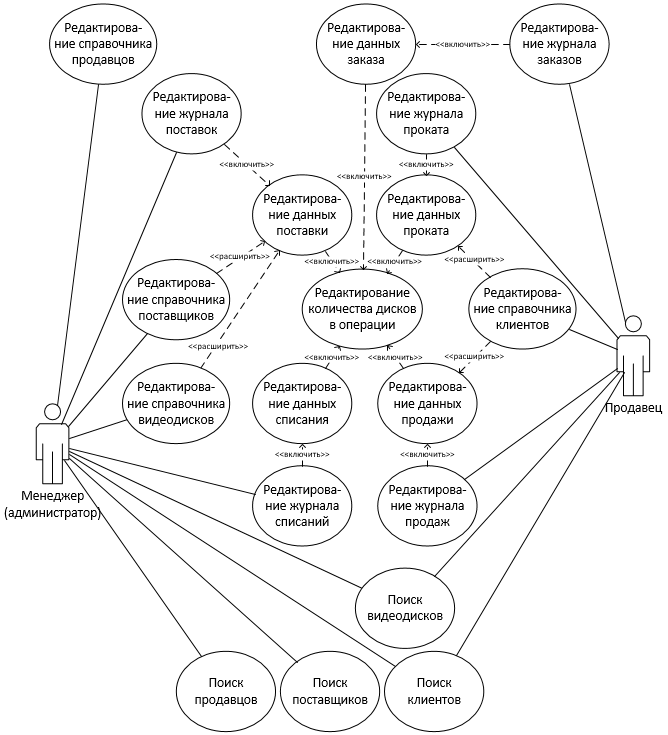 Редактирова-
ние справочника
продавцов
Редактирова-
ние данных
заказа
<<включить>>
Редактирова-
ние журнала
заказов
Редактирова-
ние журнала
поставок
Редактирова-
ние журнала
проката
<<включить>>
<<включить>>
<<включить>>
Редактирова-
ние данных
поставки
Редактирова-
ние данных
проката
<<расширить>>
<<включить>>
<<включить>>
<<расширить>>
Редактирова-
ние справочника
поставщиков
Редактирование
количества дисков
в операции
Редактирова-
ние справочника
клиентов
<<расширить>>
<<включить>>
<<включить>>
<<расширить>>
Редактирова-
ние справочника
видеодисков
Редактирова-
ние данных
списания
Редактирова-
ние данных
продажи
Продавец
<<включить>>
<<включить>>
Менеджер
(администратор)
Редактирова-
ние журнала
списаний
Редактирова-
ние журнала
продаж
Поиск
видеодисков
Поиск
продавцов
Поиск
поставщиков
Поиск
клиентов